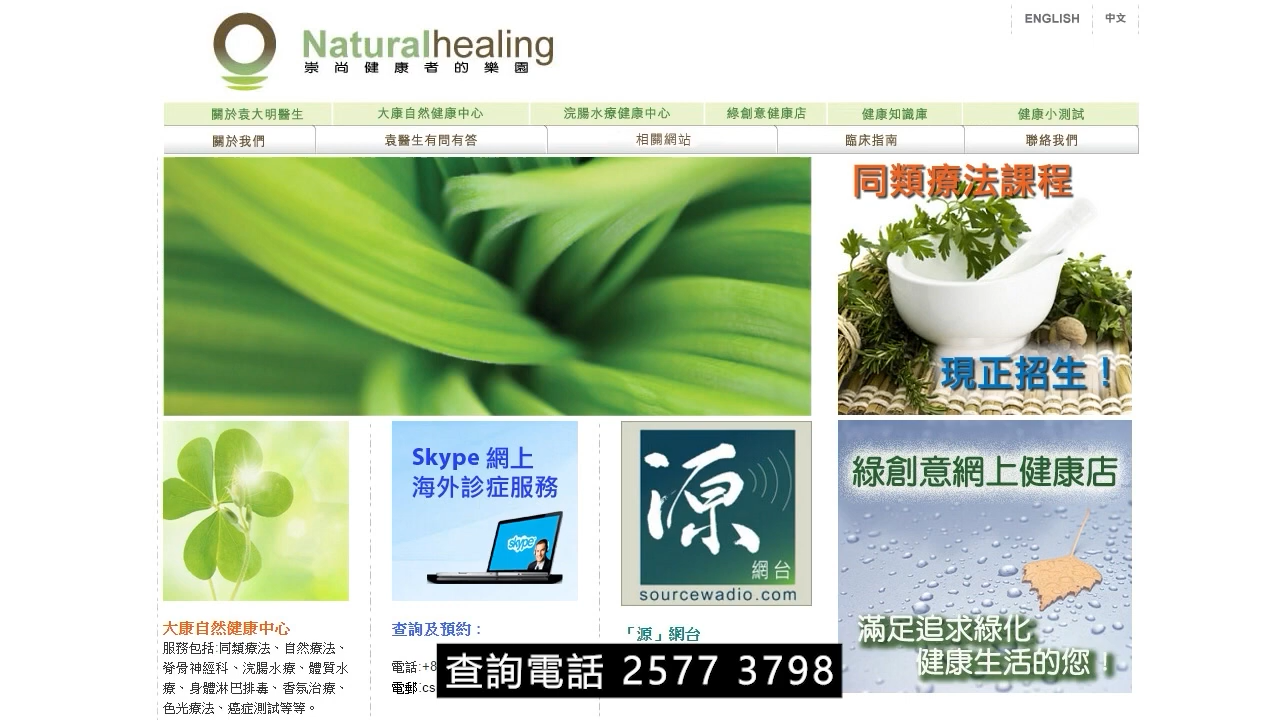 ENGLISH
中文
Naturalhealing
崇尚健康者的樂園
關於袁大明醫生
大康自然健康中心
浣腸水療健康中心
綠創意健康店
健康知識庫
健康小測試
關於我們
袁醫生有問有答
相關網站
臨床指南
聯絡我們
同類療法課程
現正招生！
Skype 網上
海外診症服務
skype
源
網台
sourcewadio.com
綠創意網上健康店
滿足追求綠化
健康生活的您！
大康自然健康中心
服務包括:同類療法、自然療法、
脊骨神經科、浣腸水療、體質水
療、身體淋巴排毒、香氛治療、
色光療法、癌症測試等等。
查詢及預約：
電話:+8
電郵:cs
「源」網台
查詢電話 2577 3798